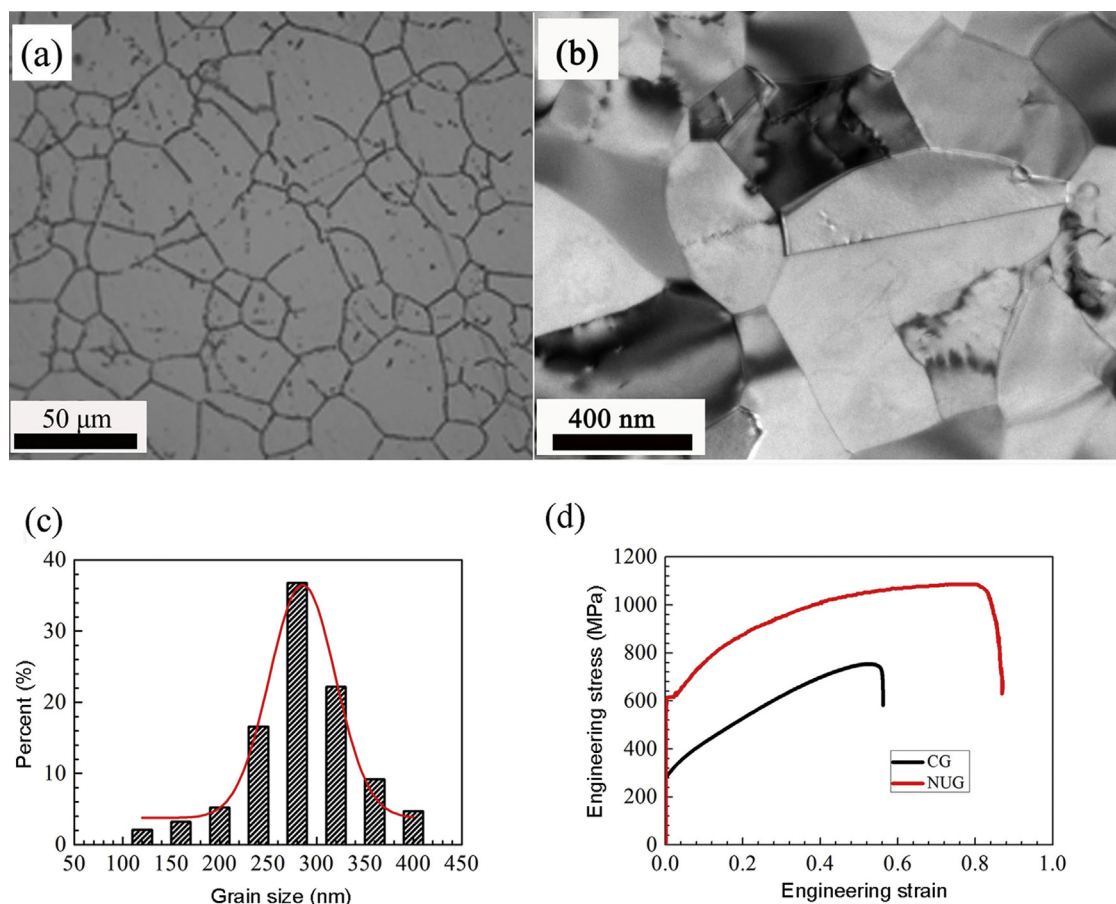 (a)
50 μm
(b)
400 nm
(c)
Percent (%)
40
30
20
10
0
50 100 150 200 250 300 350 400 450
Grain size (nm)
(d)
Engineering stress (MPa)
1200
1000
800
600
400
200
0
CG
NUG
0.0 0.2 0.4 0.6 0.8 1.0
Engineering strain